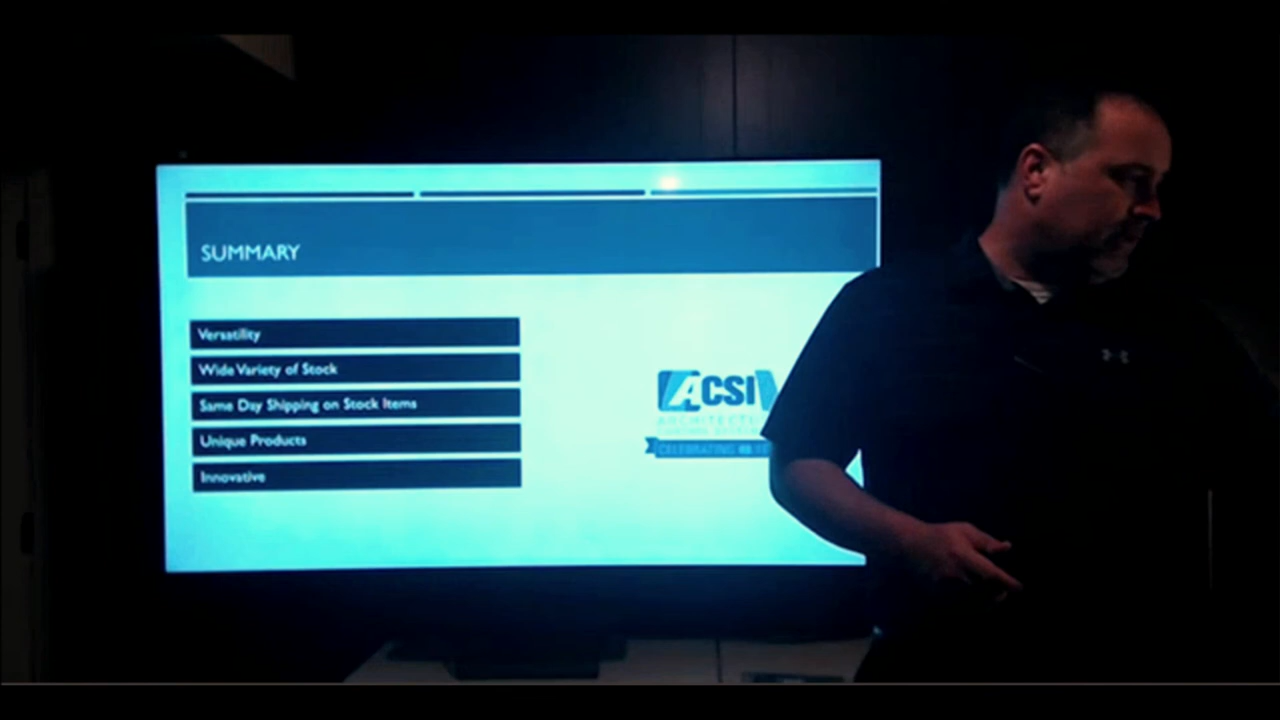 SUMMARY
Versatility
Wide Variety of Stock
Same Day Shipping on Stock Items
Unique Products
Innovative
ACSI
CELEBRATING